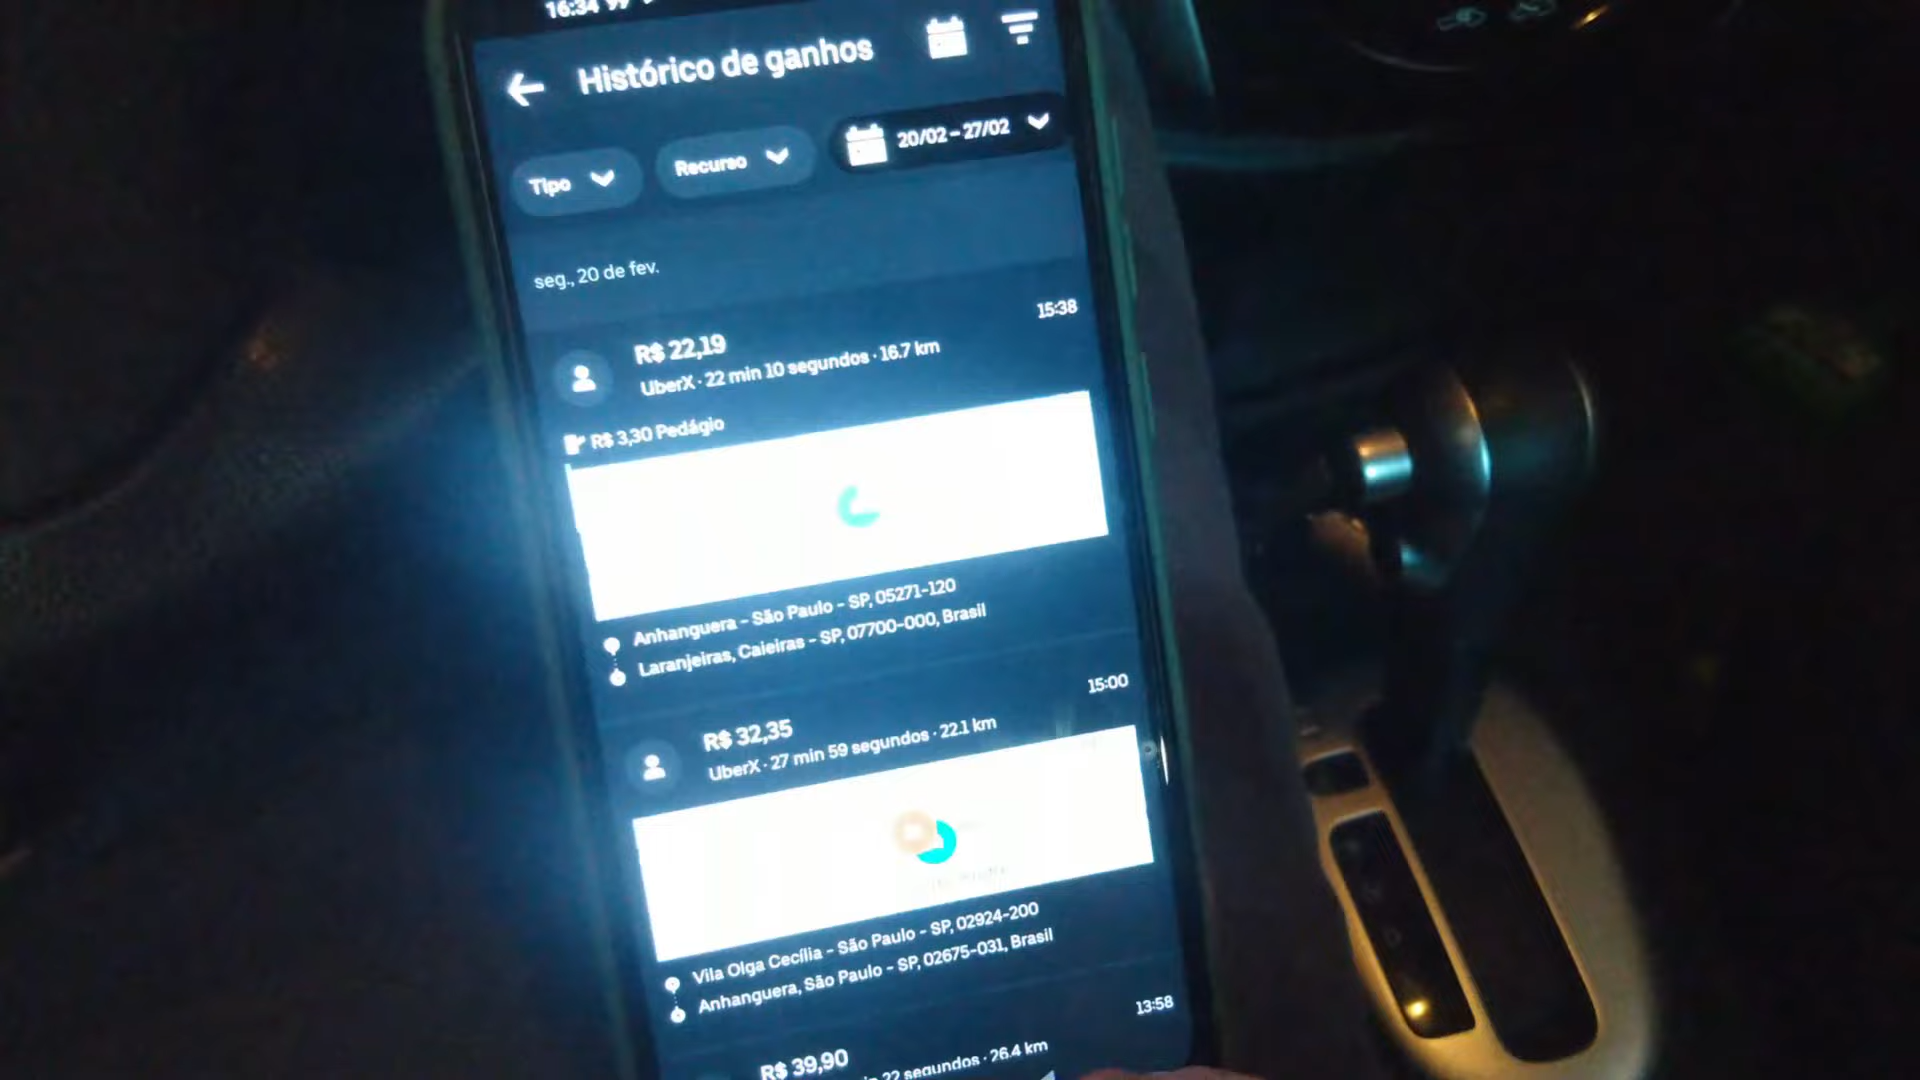 16:34
Histórico de ganhos
Tipo
Recurso
20/02 – 27/02
seg., 20 de fev.
15:38
R$ 22,19
UberX · 22 min 10 segundos · 16.7 km
R$ 3,30 Pedágio
Anhanguera - São Paulo - SP, 05271-120
Laranjeiras, Caieiras - SP, 07700-000, Brasil
15:00
R$ 32,35
UberX · 27 min 59 segundos · 22.1 km
Vila Olga Cecília - São Paulo - SP, 02924-200
Anhanguera, São Paulo - SP, 02675-031, Brasil
13:58
R$ 39,90
22 segundos · 26.4 km